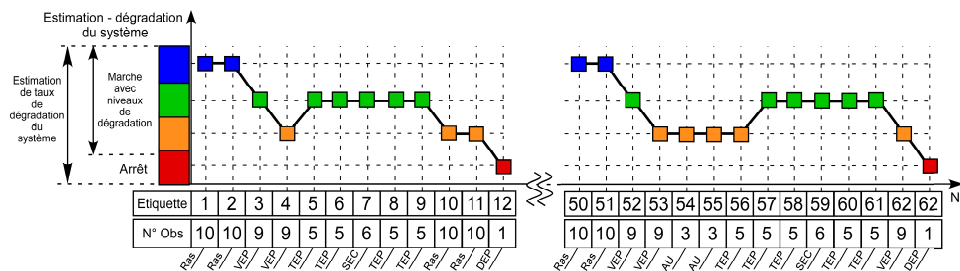 Estimation - dégradation
du système
Estimation
de taux
de
dégradation
du
système
Marche
avec
niveaux
de
dégradation
Arrêt
N
Etiquette 1 2 3 4 5 6 7 8 9 10 11 12 50 51 52 53 54 55 56 57 58 59 60 61 62 62
N° Obs 10 10 9 9 5 5 6 5 5 10 10 1 10 10 9 9 3 3 5 5 5 6 5 5 9 1
Ras Ras VEP VEP TEP TEP SEC TEP TEP Ras Ras DEP Ras Ras VEP VEP AU AU TEP TEP TEP SEC TEP TEP VEP DEP